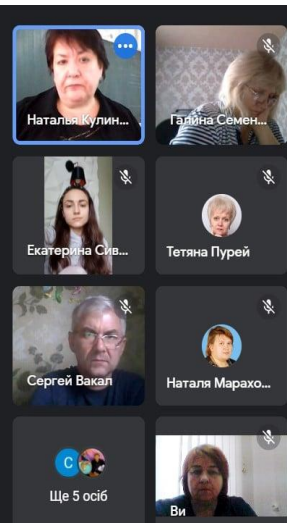 Наталья Кулин...
Галина Семен...
Екатерина Сив...
Тетяна Пурей
Сергей Вакал
Наталя Марахо...
С
Ще 5 осіб
Ви